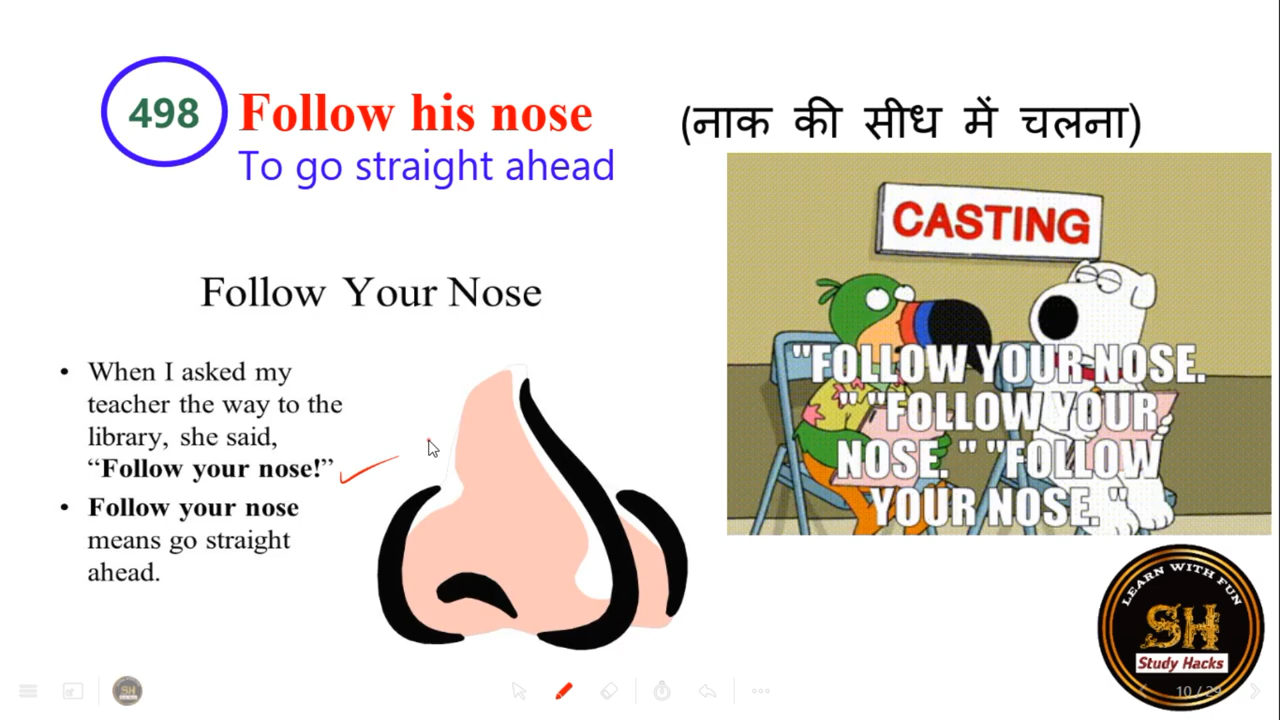 498
Follow his nose
(नाक की सीध में चलना)
To go straight ahead
CASTING
Follow Your Nose
• When I asked my
teacher the way to the
library, she said,
“Follow your nose!”
• Follow your nose
means go straight
ahead.
"FOLLOW YOUR NOSE.
" "FOLLOW YOUR
NOSE." "FOLLOW
YOUR NOSE."
LEARN WITH FUN
SH
Study Hacks
10 / 29